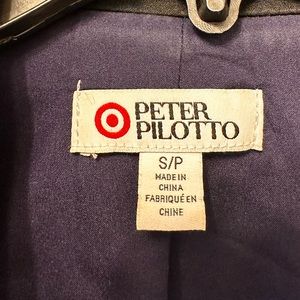 PETER
PILOTTO
S/P
MADE IN
CHINA
FABRIQUÉ EN
CHINE